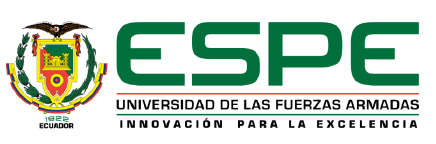 ESPE
UNIVERSIDAD DE LAS FUERZAS ARMADAS
INNOVACIÓN PARA LA EXCELENCIA
1922
ECUADOR